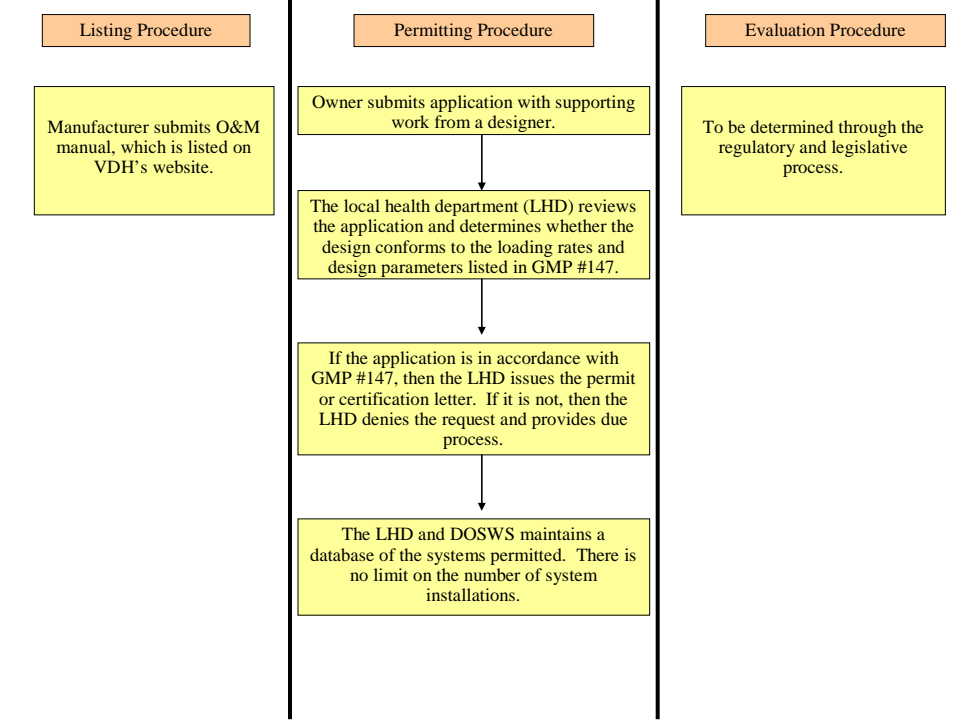 Listing Procedure
Manufacturer submits O&M
manual, which is listed on
VDH's website.
Permitting Procedure
Owner submits application with supporting
work from a designer.
The local health department (LHD) reviews
the application and determines whether the
design conforms to the loading rates and
design parameters listed in GMP #147.
If the application is in accordance with
GMP #147, then the LHD issues the permit
or certification letter.  If it is not, then the
LHD denies the request and provides due
process.
The LHD and DOSWS maintains a
database of the systems permitted.  There is
no limit on the number of system
installations.
Evaluation Procedure
To be determined through the
regulatory and legislative
process.